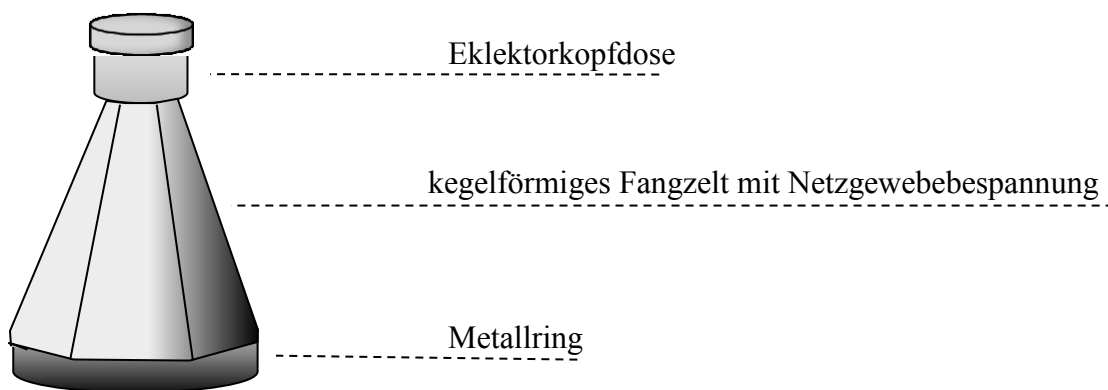 Eklektorkopfdose
kegelförmiges Fangzelt mit Netzgewebebespannung
Metallring